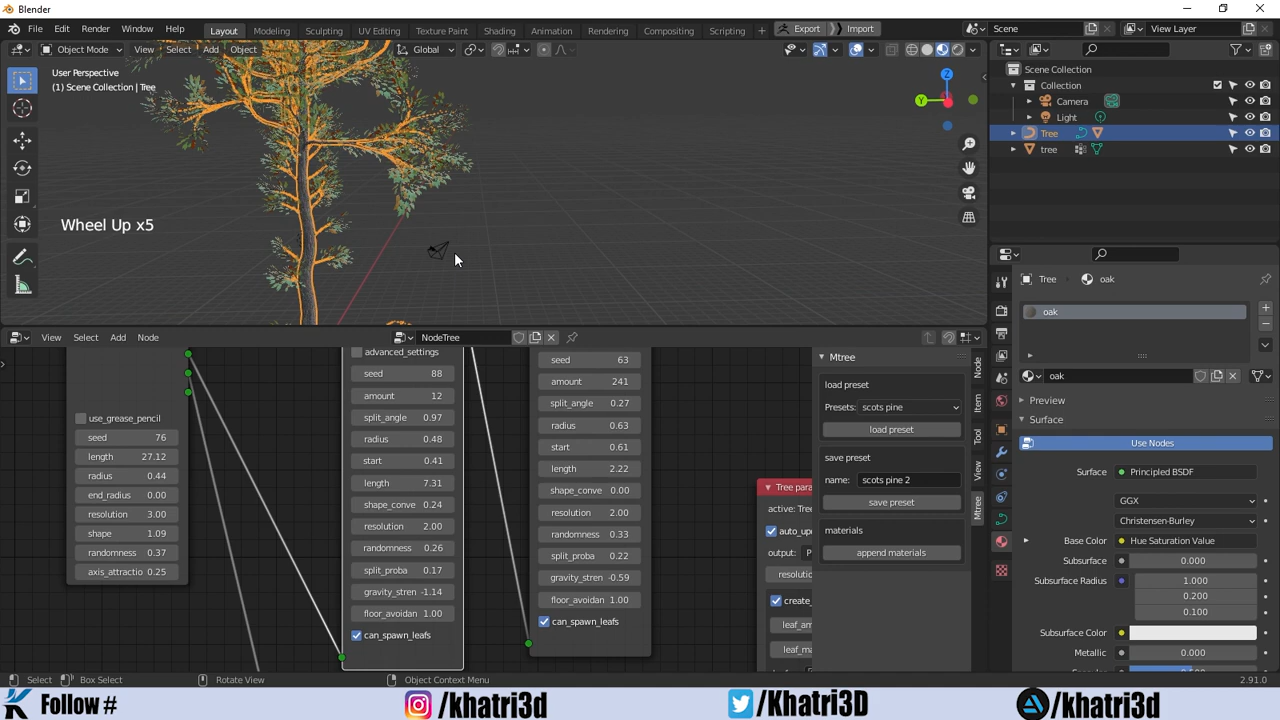 Blender
File Edit Render Window Help Layout Modeling Sculpting UV Editing Texture Paint Shading Animation Rendering Compositing Scripting + Export Import Scene View Layer
Object Mode View Select Add Object Global
User Perspective
(1) Scene Collection | Tree
Wheel Up x5
Z
Y
Scene Collection
Collection
Camera
Light
Tree
tree
Tree oak
oak
oak
Preview
Surface
Use Nodes
Surface Principled BSDF
GGX
Christensen-Burley
Base Color Hue Saturation Value
Subsurface 0.000
Subsurface Radius 1.000
0.200
0.100
Subsurface Color
Metallic 0.000
View Select Add Node NodeTree
use_grease_pencil
seed 76
length 27.12
radius 0.44
end_radius 0.00
resolution 3.00
shape 1.09
randomness 0.37
axis_attractio 0.25
advanced_settings
seed 88
amount 12
split_angle 0.97
radius 0.48
start 0.41
length 7.31
shape_conve 0.24
resolution 2.00
randomness 0.26
split_proba 0.17
gravity_stren -1.14
floor_avoidan 1.00
can_spawn_leafs
seed 63
amount 241
split_angle 0.27
radius 0.63
start 0.61
length 2.22
shape_conve 0.00
resolution 2.00
randomness 0.33
split_proba 0.22
gravity_stren -0.59
floor_avoidan 1.00
can_spawn_leafs
Tree para
active: Tree
auto_up
output: P
resolutio
create_
leaf_am
leaf_ma
Mtree
load preset
Presets: scots pine
load preset
save preset
name: scots pine 2
save preset
materials
append materials
Node
Item
Tool
View
Mtree
Select Box Select Rotate View Object Context Menu 2.91.0
Follow # /khatri3d /Khatri3D /khatri3d